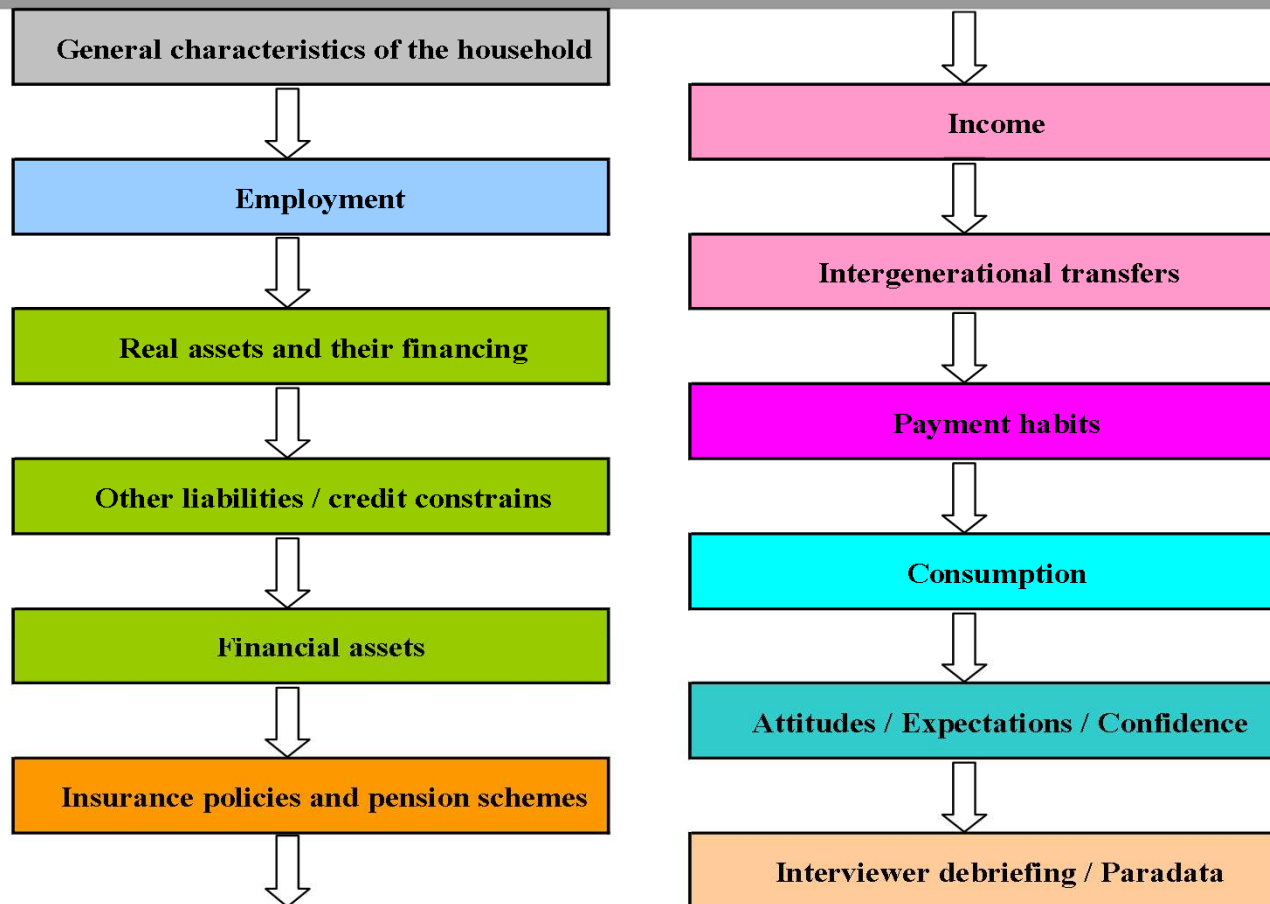 General characteristics of the household
Employment
Real assets and their financing
Other liabilities / credit constrains
Financial assets
Insurance policies and pension schemes
Income
Intergenerational transfers
Payment habits
Consumption
Attitudes / Expectations / Confidence
Interviewer debriefing / Paradata